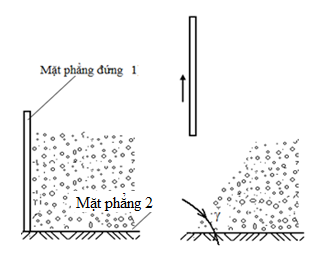 Mặt phẳng đứng 1
Mặt phẳng 2
γ